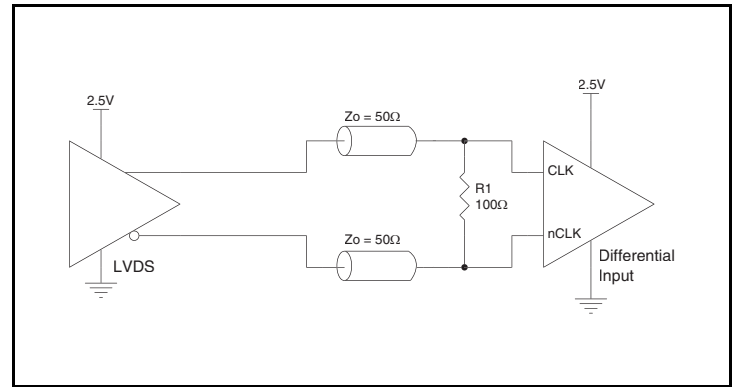 2.5V
2.5V
Zo = 50Ω
CLK
R1
100Ω
Zo = 50Ω
nCLK
LVDS
Differential
Input